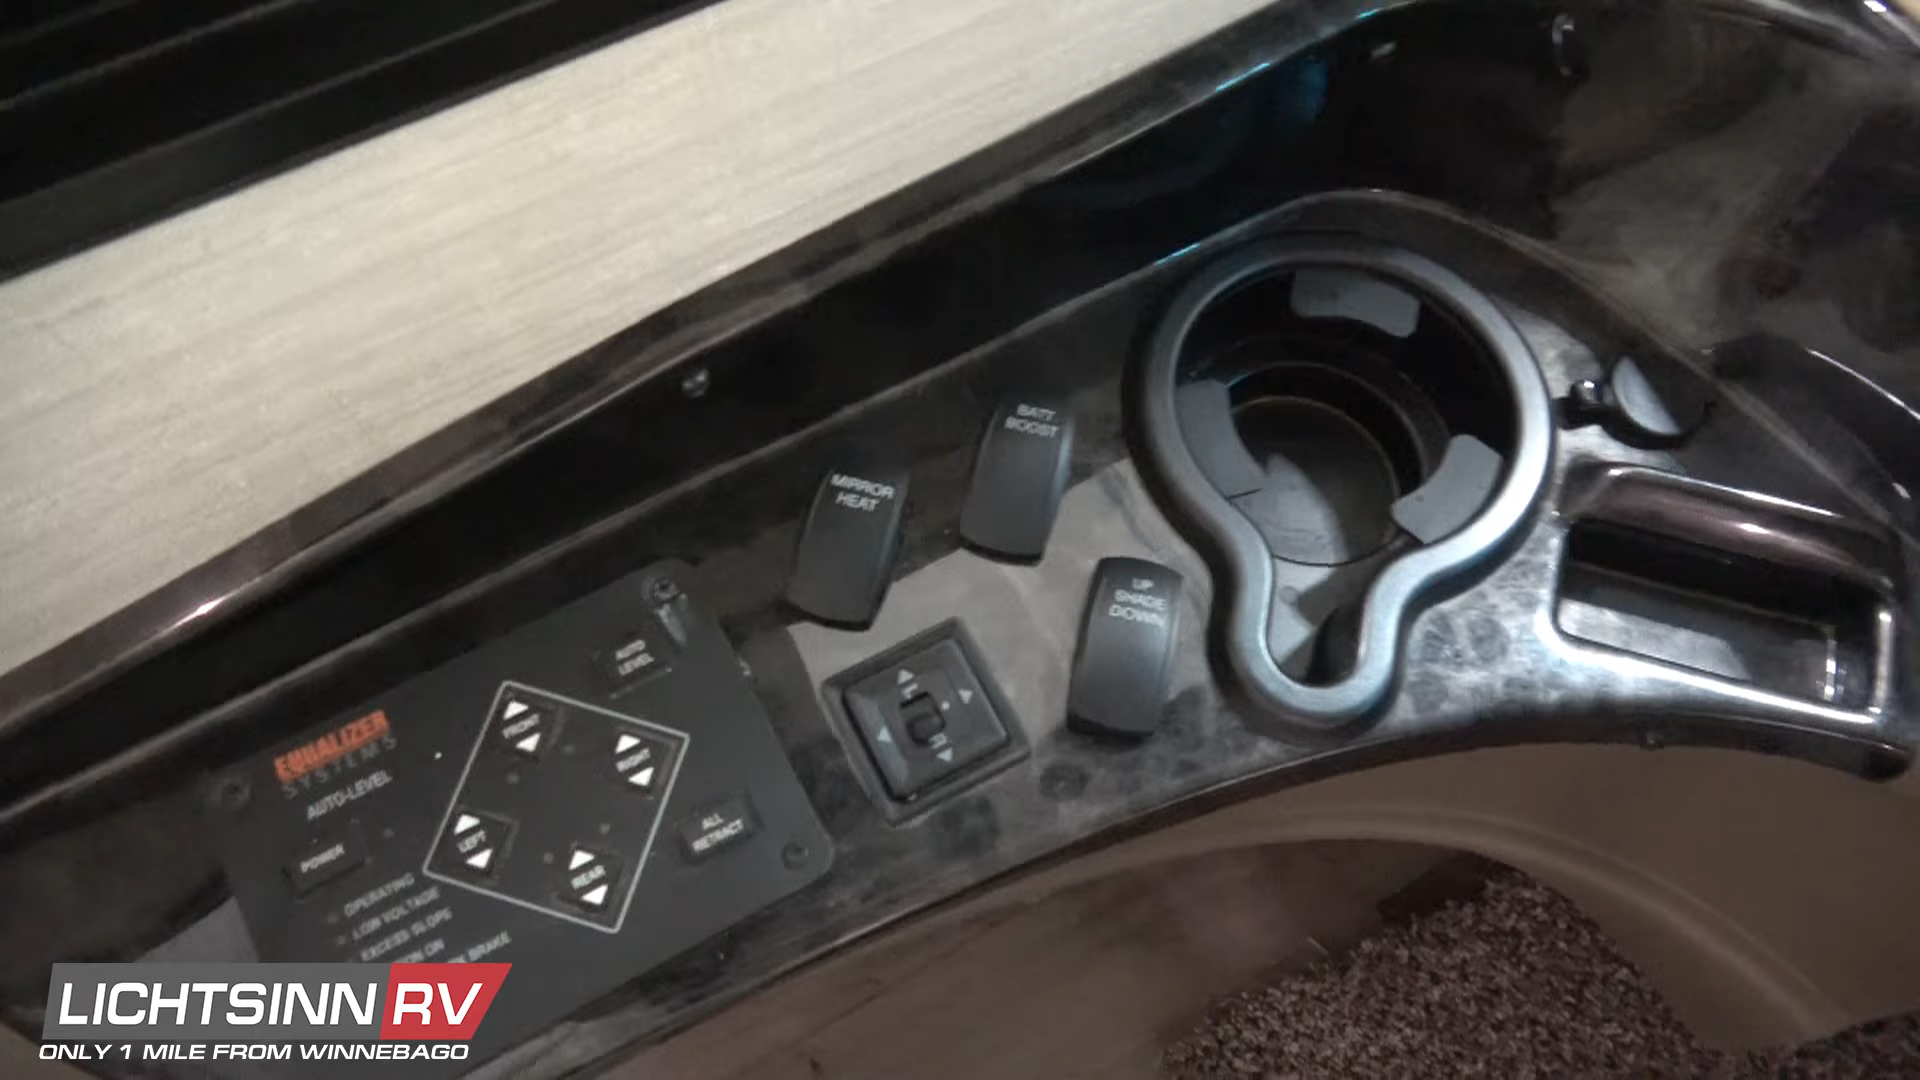 BATT
BOOST
MIRROR
HEAT
UP
SHADE
DOWN
L
R
AUTO
LEVEL
EQUALIZER
SYSTEMS
AUTO-LEVEL
FRONT
RIGHT
LEFT
REAR
ALL
RETRACT
POWER
OPERATING
LOW VOLTAGE
EXCESS SLOPE
ON
BRAKE
LICHTSINN RV
ONLY 1 MILE FROM WINNEBAGO